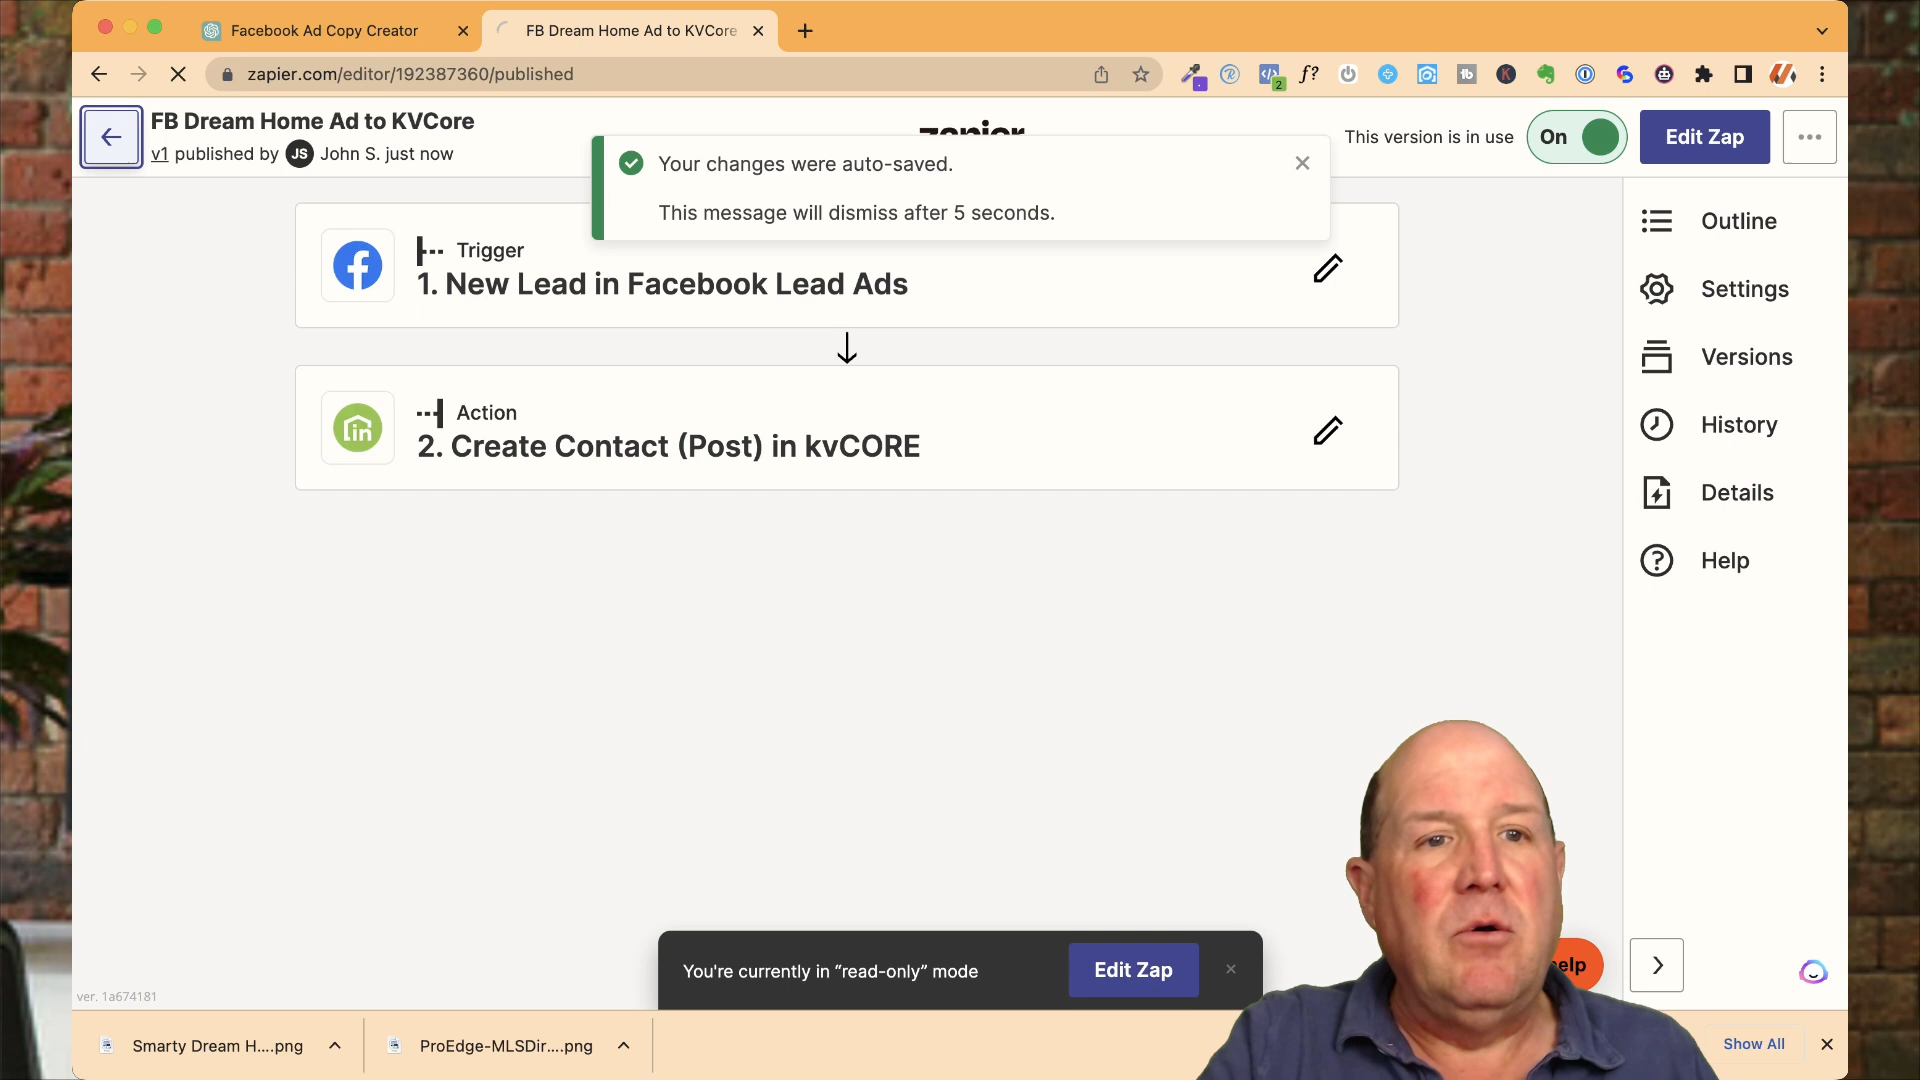 Facebook Ad Copy Creator
FB Dream Home Ad to KVCore
zapier.com/editor/192387360/published
2
FB Dream Home Ad to KVCore
v1 published by JS John S. just now
zapier
This version is in use
On
Edit Zap
Your changes were auto-saved.
This message will dismiss after 5 seconds.
Trigger
1. New Lead in Facebook Lead Ads
Action
2. Create Contact (Post) in kvCORE
Outline
Settings
Versions
History
Details
Help
You're currently in “read-only” mode
Edit Zap
elp
ver. 1a674181
Smarty Dream H....png
ProEdge-MLSDir....png
Show All